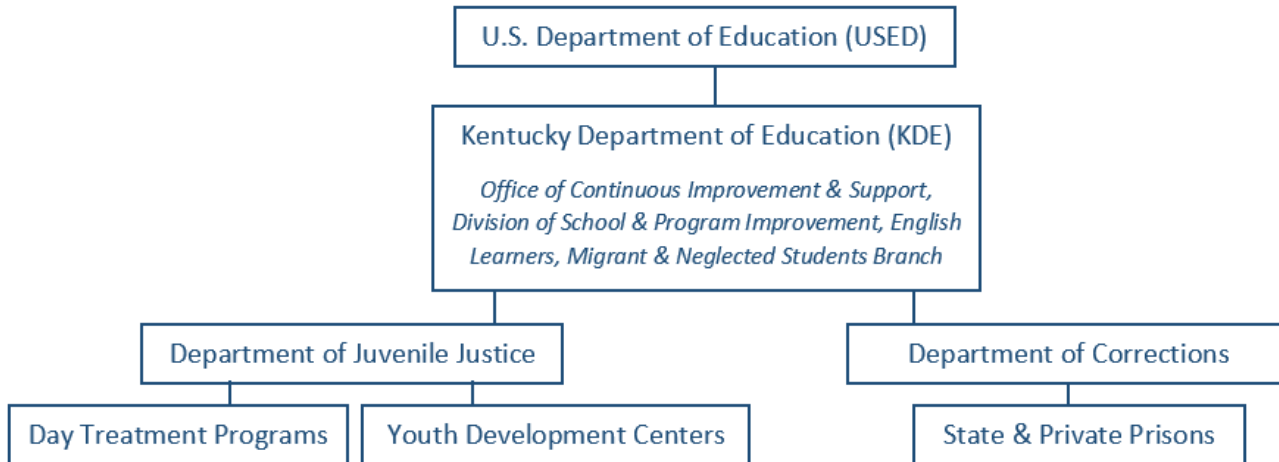 U.S. Department of Education (USED)
Kentucky Department of Education (KDE)
Office of Continuous Improvement & Support,
Division of School & Program Improvement, English
Learners, Migrant & Neglected Students Branch
Department of Juvenile Justice
Department of Corrections
Day Treatment Programs
Youth Development Centers
State & Private Prisons